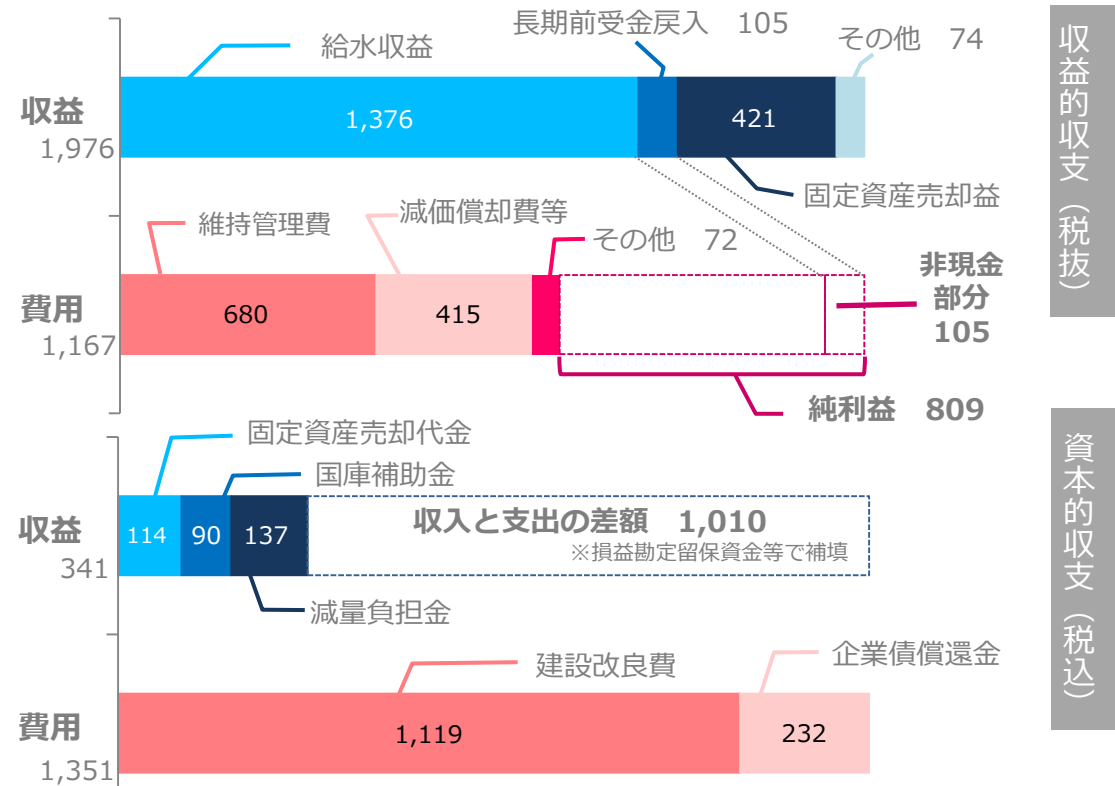 長期前受金戻入 105
給水収益
その他 74
収益
1,976
1,376
421
固定資産売却益
維持管理費
減価償却費等
その他 72
費用
1,167
680
415
非現金
部分
105
純利益 809
収益的収支（税抜）
固定資産売却代金
国庫補助金
収益
341
114
90
137
収入と支出の差額 1,010
※損益勘定留保資金等で補填
減量負担金
建設改良費
企業債償還金
費用
1,351
1,119
232
資本的収支（税込）